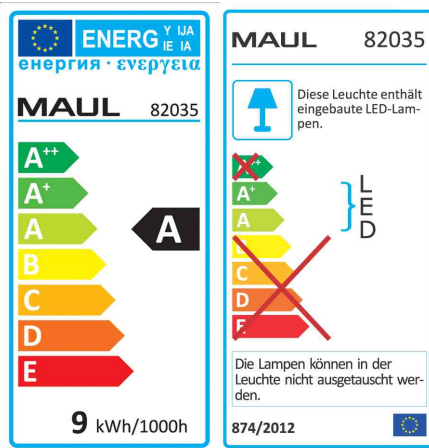 ENERG Y IJA
IE IA
енергия · ενεργεια
MAUL 82035
A++
A+
A
A
B
C
D
E
9 kWh/1000h
MAUL 82035
Diese Leuchte enthält
eingebaute LED-Lam-
pen.
A+
A
C
D
L
E
D
Die Lampen können in der
Leuchte nicht ausgetauscht wer-
den.
874/2012